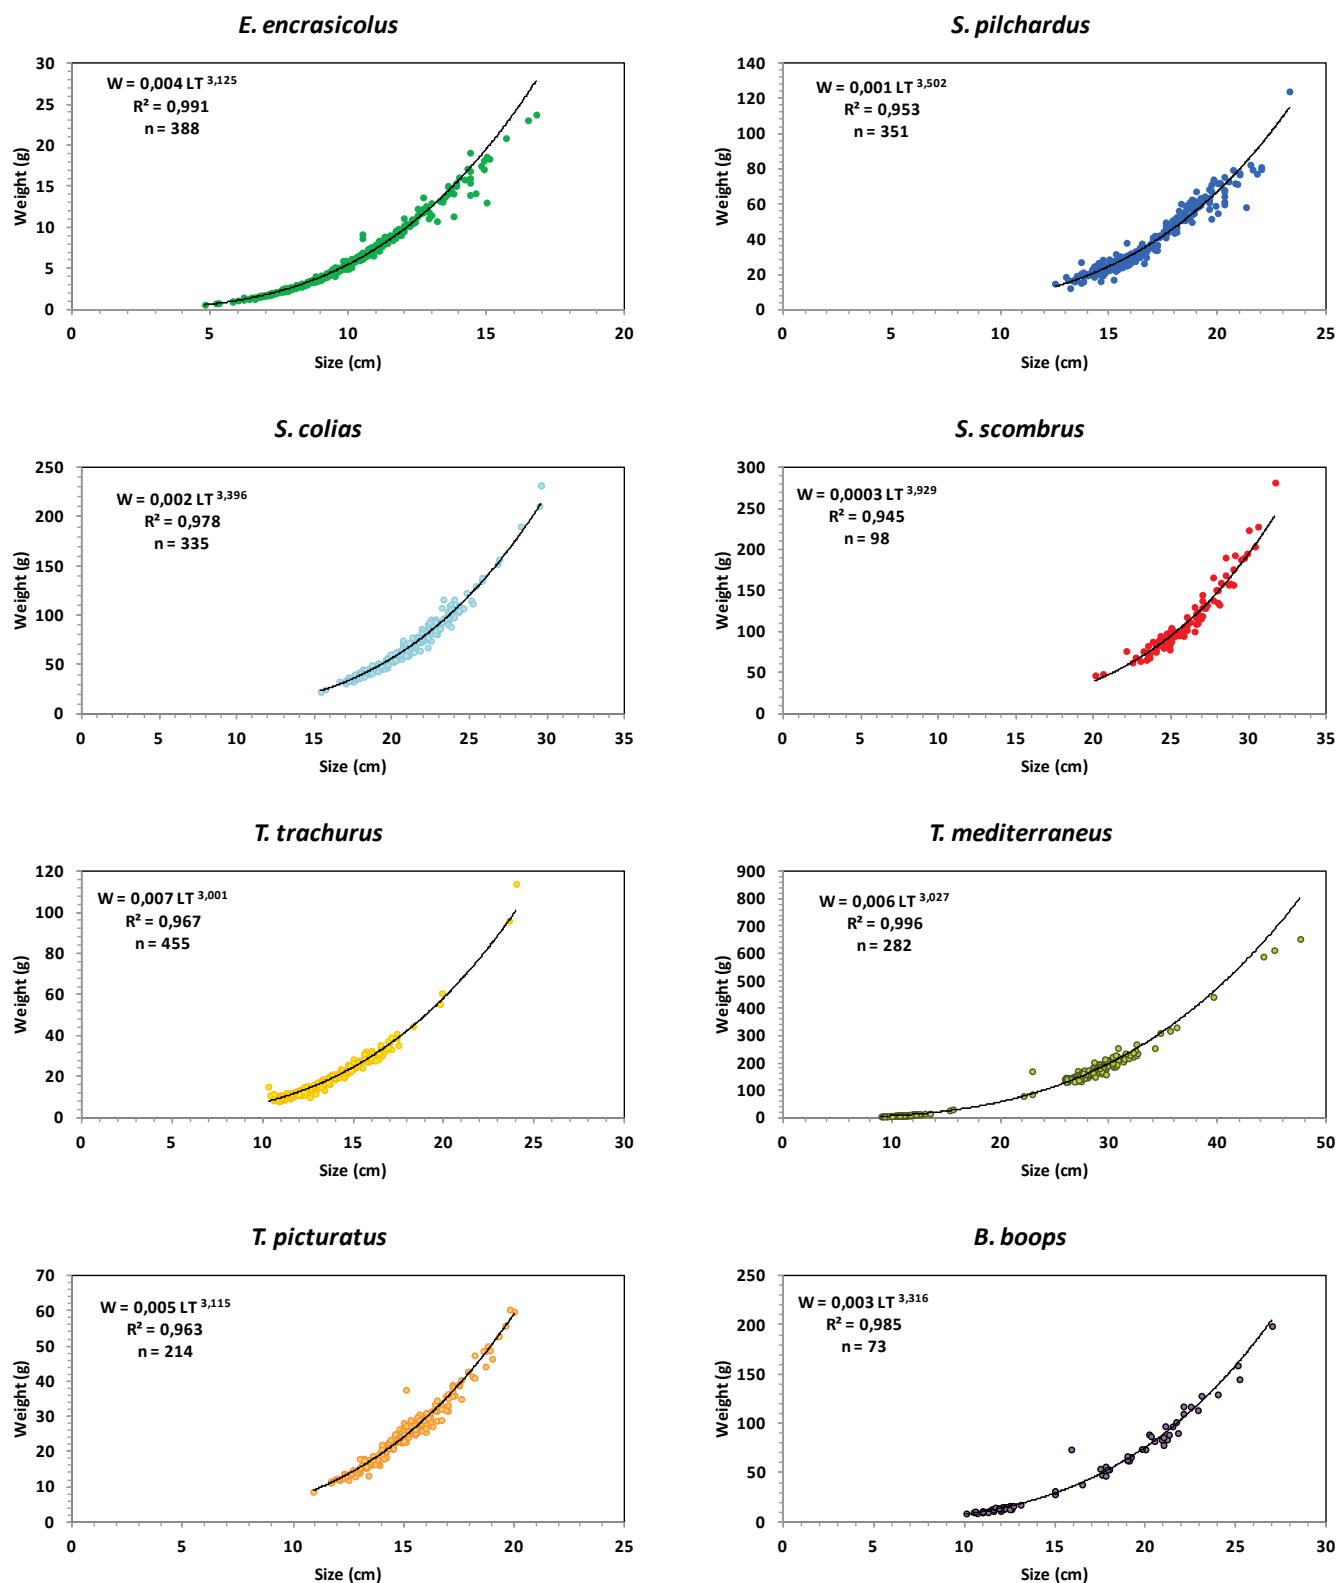 E. encrasicolus
30
25
20
15
10
5
0
Weight (g)
W = 0,004 LT 3,125
R² = 0,991
n = 388
0 5 10 15 20
Size (cm)
S. pilchardus
140
120
100
80
60
40
20
0
Weight (g)
W = 0,001 LT 3,502
R² = 0,953
n = 351
0 5 10 15 20 25
Size (cm)
S. colias
250
200
150
100
50
0
Weight (g)
W = 0,002 LT 3,396
R² = 0,978
n = 335
0 5 10 15 20 25 30 35
Size (cm)
S. scombrus
300
250
200
150
100
50
0
Weight (g)
W = 0,0003 LT 3,929
R² = 0,945
n = 98
0 5 10 15 20 25 30 35
Size (cm)
T. trachurus
120
100
80
60
40
20
0
Weight (g)
W = 0,007 LT 3,001
R² = 0,967
n = 455
0 5 10 15 20 25 30
Size (cm)
T. mediterraneus
900
800
700
600
500
400
300
200
100
0
Weight (g)
W = 0,006 LT 3,027
R² = 0,996
n = 282
0 10 20 30 40 50
Size (cm)
T. picturatus
70
60
50
40
30
20
10
0
Weight (g)
W = 0,005 LT 3,115
R² = 0,963
n = 214
0 5 10 15 20 25
Size (cm)
B. boops
250
200
150
100
50
0
Weight (g)
W = 0,003 LT 3,316
R² = 0,985
n = 73
0 5 10 15 20 25 30
Size (cm)